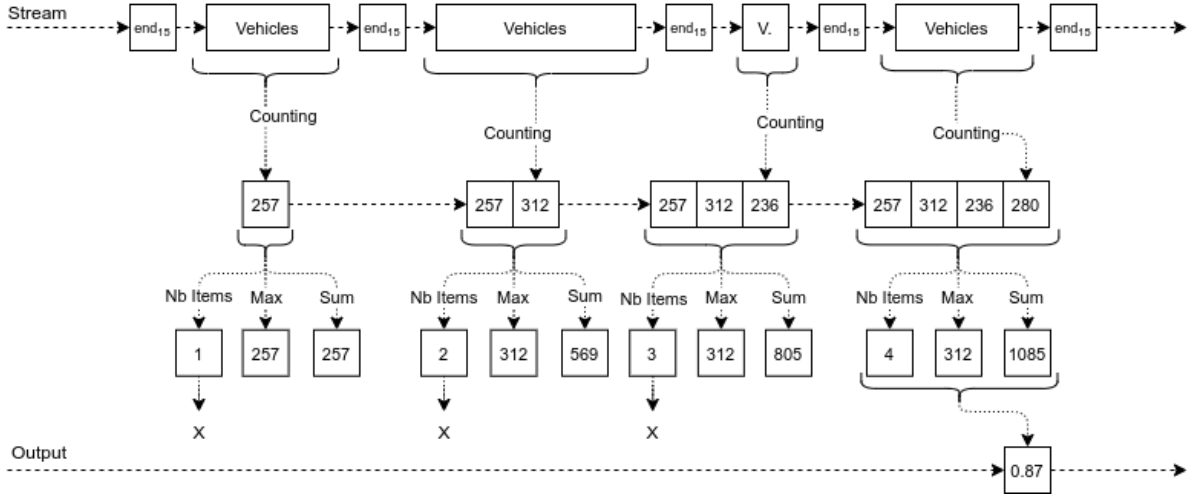 Stream
end15 Vehicles end15 Vehicles end15 V. end15 Vehicles end15
Counting Counting Counting Counting
257 257 312 257 312 236 257 312 236 280
Nb Items Max Sum Nb Items Max Sum Nb Items Max Sum Nb Items Max Sum
1 257 257 2 312 569 3 312 805 4 312 1085
X X X
Output
0.87